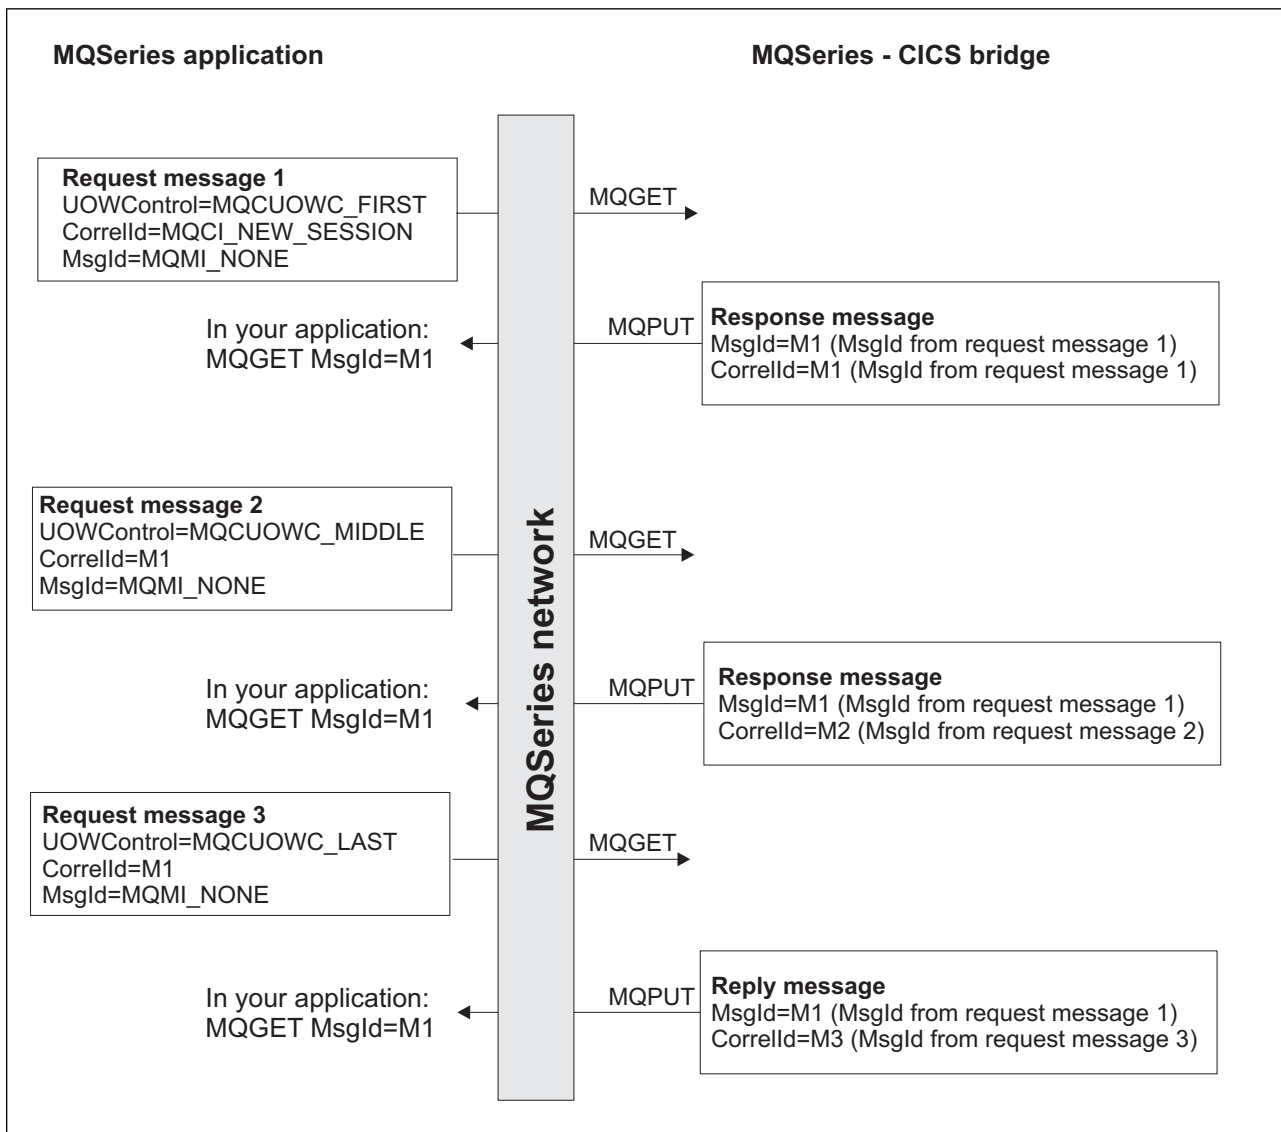 MQSeries application
MQSeries - CICS bridge
Request message 1
UOWControl=MQCUOWC_FIRST
CorrelId=MQCI_NEW_SESSION
MsgId=MQMI_NONE
MQGET
In your application:
MQGET MsgId=M1
MQPUT
Response message
MsgId=M1 (MsgId from request message 1)
CorrelId=M1 (MsgId from request message 1)
Request message 2
UOWControl=MQCUOWC_MIDDLE
CorrelId=M1
MsgId=MQMI_NONE
MQGET
MQSeries network
In your application:
MQGET MsgId=M1
MQPUT
Response message
MsgId=M1 (MsgId from request message 1)
CorrelId=M2 (MsgId from request message 2)
Request message 3
UOWControl=MQCUOWC_LAST
CorrelId=M1
MsgId=MQMI_NONE
MQGET
In your application:
MQGET MsgId=M1
MQPUT
Reply message
MsgId=M1 (MsgId from request message 1)
CorrelId=M3 (MsgId from request message 3)